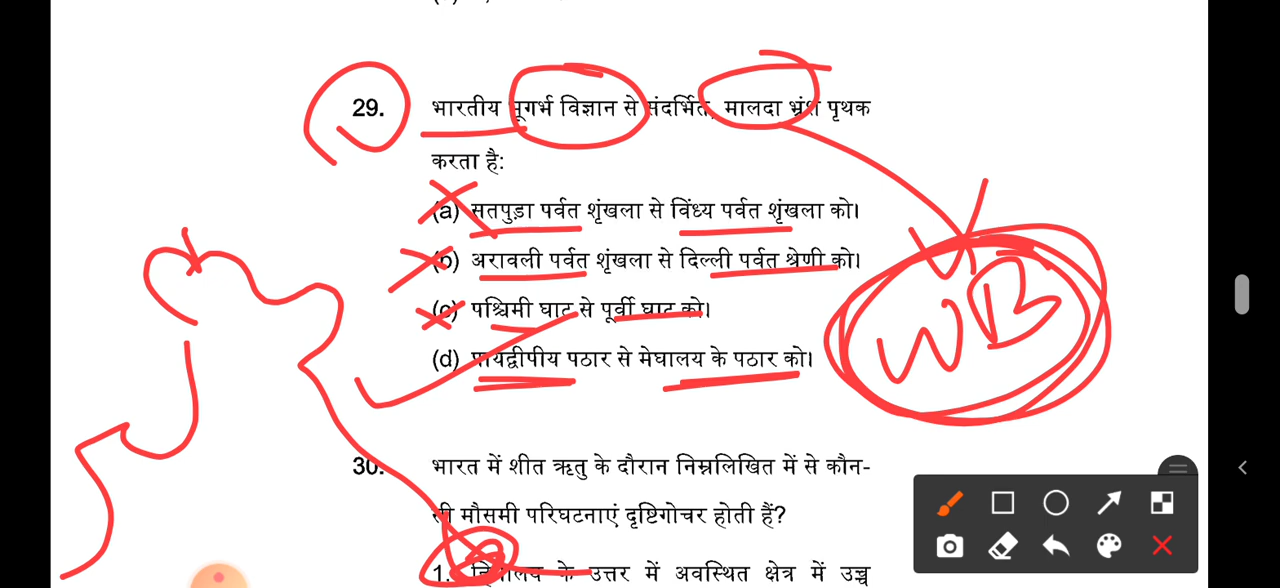 29. भारतीय भूगर्भ विज्ञान से संदर्भित, मालदा भ्रंश पृथक
करता है:
(a) सतपुड़ा पर्वत शृंखला से विंध्य पर्वत शृंखला को।
(b) अरावली पर्वत शृंखला से दिल्ली पर्वत श्रेणी को।
(c) पश्चिमी घाट से पूर्वी घाट को।
(d) प्रायद्वीपीय पठार से मेघालय के पठार को।
WB
30. भारत में शीत ऋतु के दौरान निम्नलिखित में से कौन-
सी मौसमी परिघटनाएं दृष्टिगोचर होती हैं?
1. हिमालय के उत्तर में अवस्थित क्षेत्र में उच्च